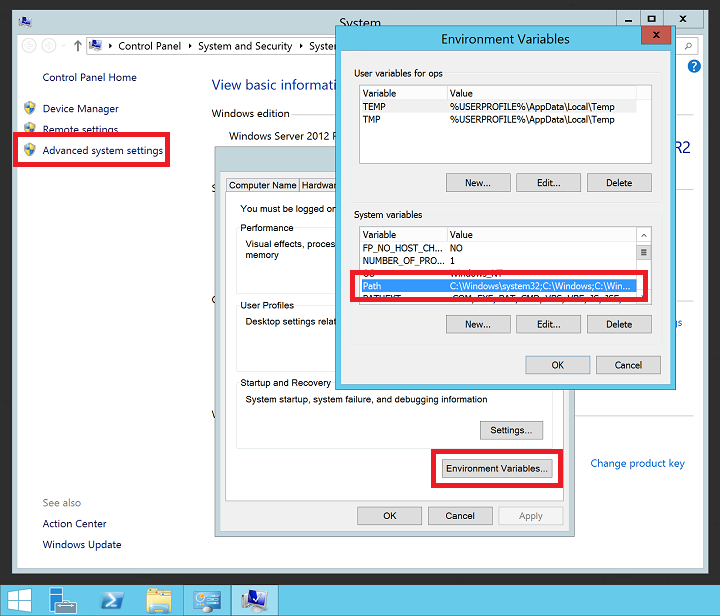 System
Control Panel
System and Security
Control Panel Home
Device Manager
Remote settings
Advanced system settings
See also
Action Center
Windows Update
View basic
Windows edition
Windows Server 2012
R2
Change product key
Computer Name
You must be logged on
Performance
Visual effects,
memory
User Profiles
Desktop settings
Startup and Recovery
System startup, system failure, and debugging information
Settings...
Environment Variables...
OK Cancel Apply
Environment Variables
User variables for ops
Variable Value
TEMP %USERPROFILE%\AppData\Local\Temp
TMP %USERPROFILE%\AppData\Local\Temp
New... Edit... Delete
System variables
Variable Value
FP_NO_HOST_CH... NO
NUMBER_OF_PRO... 1
OS Windows_NT
Path C:\Windows\system32;C:\Windows;C:\Win...
PATHEXT .COM;.EXE;.BAT;.CMD;.VBS;.VBE;.JS;.JSE;...
New... Edit... Delete
OK Cancel